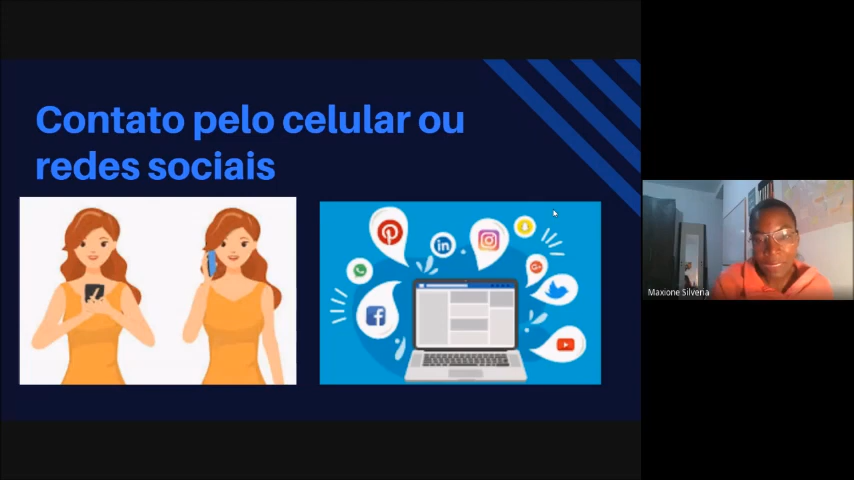 Contato pelo celular ou
redes sociais
Maxione Silveria